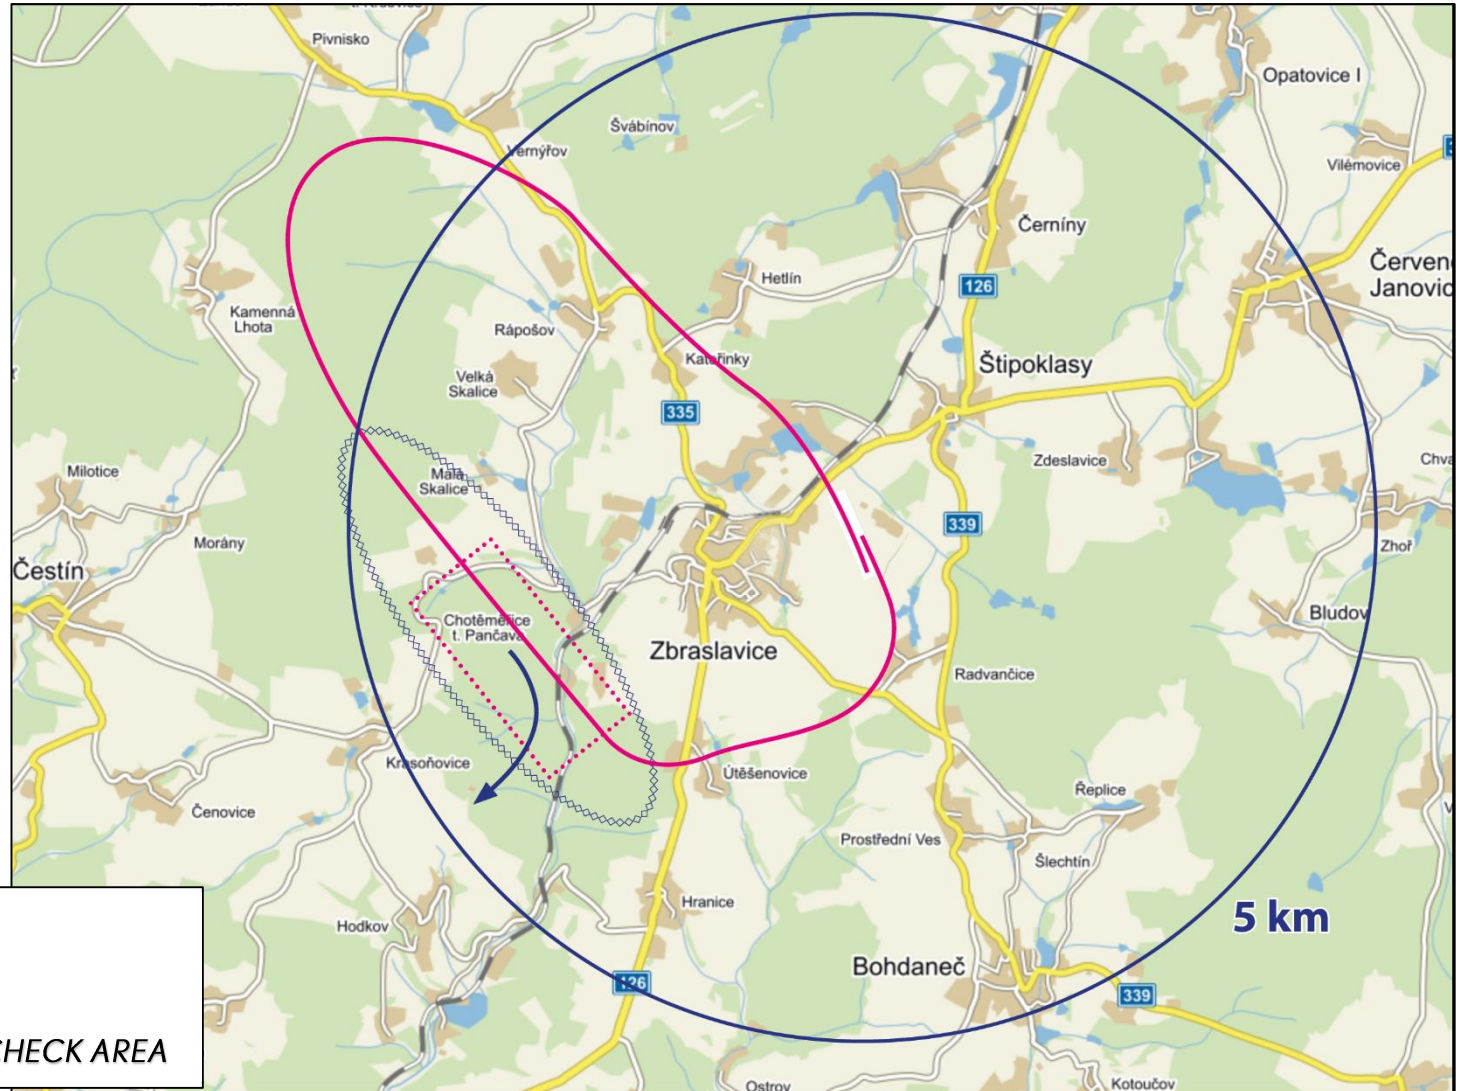 Pivnisko
Opatovice I
Švábínov
Vernýřov
Vilémovice
Černíny
Červen
Janovic
Hetlín
126
Kamenná
Lhota
Rápošov
Kateřinky
Štipoklasy
Velká
Skalice
335
Milotice
Malá
Skalice
Zdeslavice
Chva
339
Morány
Zhoř
Čestín
Chotěměřice
t. Pančava
Bludov
Zbraslavice
Radvančice
Krasoňovice
Útěšenovice
Čenovice
Řeplice
Prostřední Ves
Šlechtín
Hranice
5 km
Hodkov
Bohdaneč
126
339
CHECK AREA
Ostrov
Kotoučov